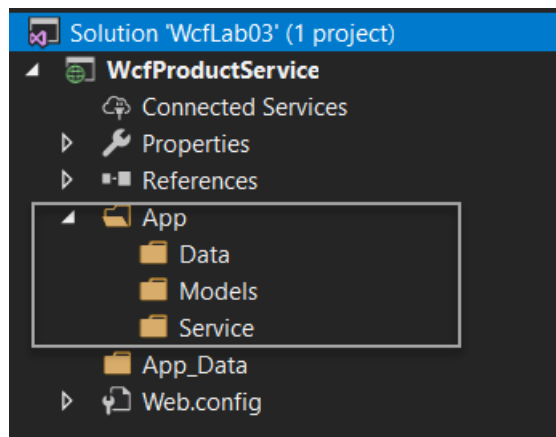 Solution 'WcfLab03' (1 project)
WcfProductService
Connected Services
Properties
References
App
Data
Models
Service
App_Data
Web.config